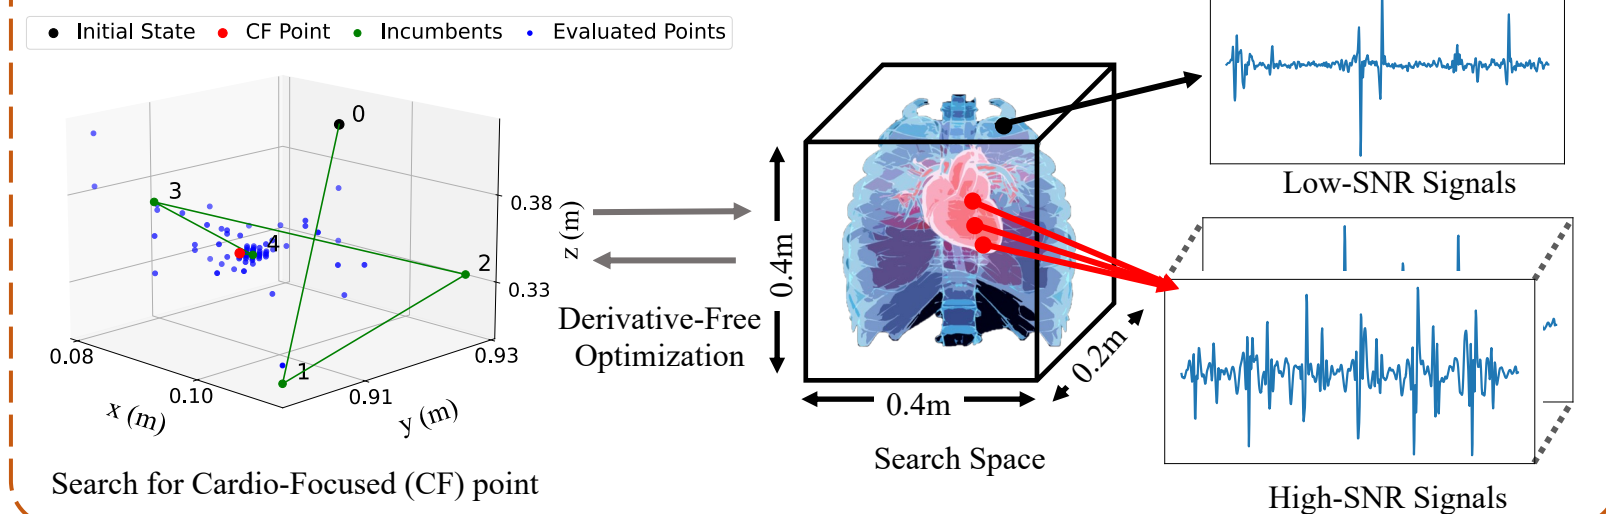 Initial State CF Point Incumbents Evaluated Points
0
3
4
2
1
0.38
0.33
z (m)
0.08
0.10
x (m)
0.93
0.91
y (m)
Search for Cardio-Focused (CF) point
Derivative-Free
Optimization
0.4m
0.4m
0.2m
Search Space
Low-SNR Signals
High-SNR Signals